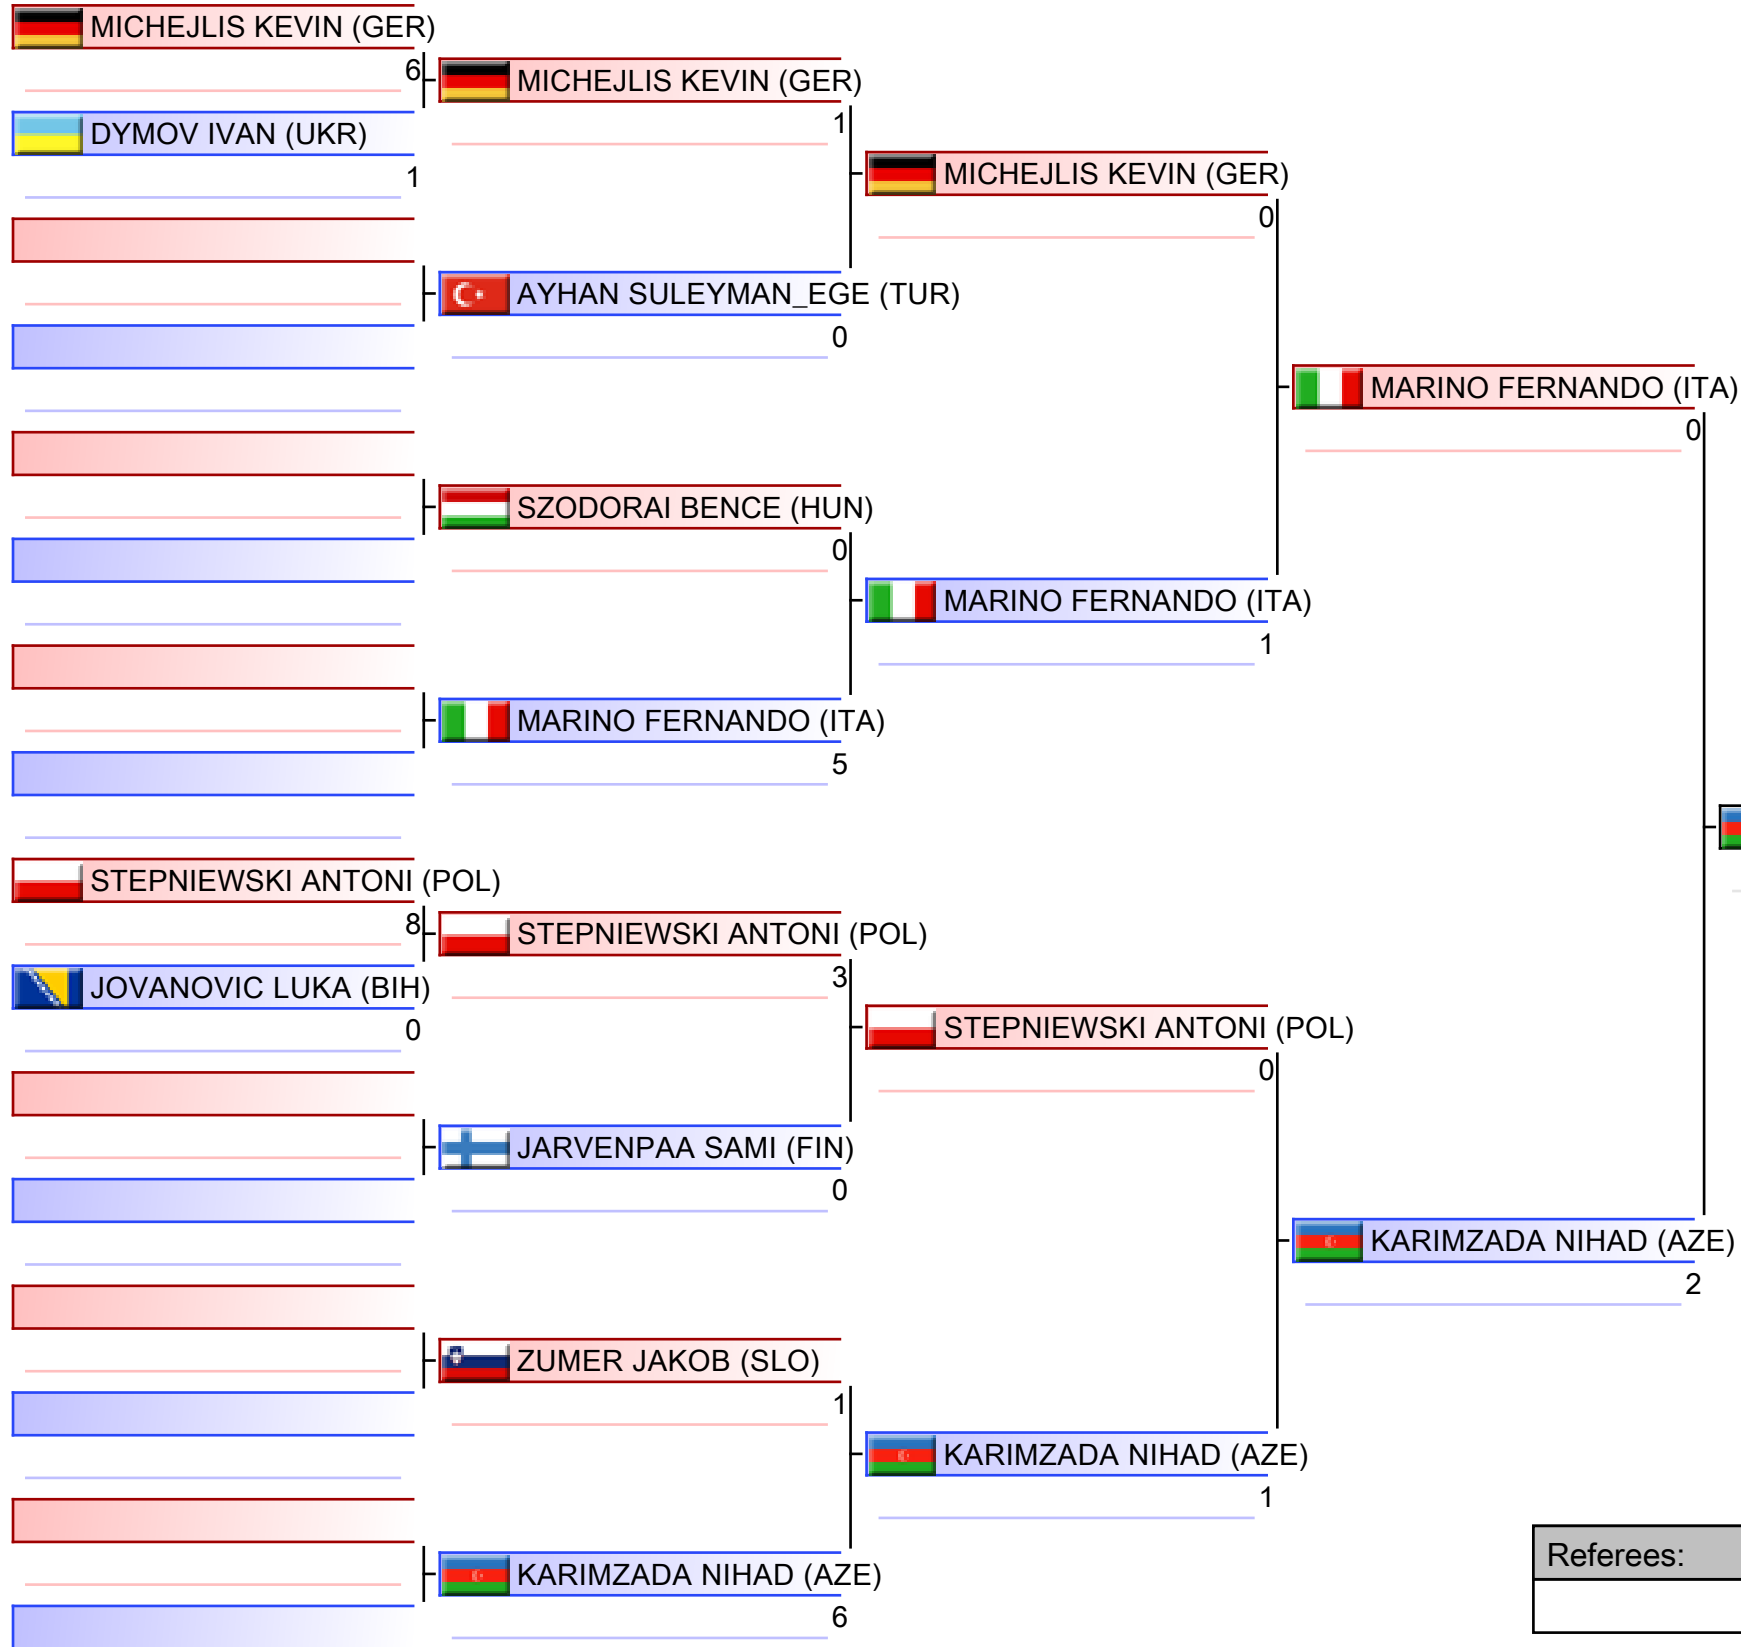 MICHEJLIS KEVIN (GER)
6
DYMOV IVAN (UKR)
1
STEPNIEWSKI ANTONI (POL)
8
JOVANOVIC LUKA (BIH)
0
MICHEJLIS KEVIN (GER)
1
AYHAN SULEYMAN_EGE (TUR)
0
SZODORAI BENCE (HUN)
0
MARINO FERNANDO (ITA)
5
STEPNIEWSKI ANTONI (POL)
3
JARVENPAA SAMI (FIN)
0
ZUMER JAKOB (SLO)
1
KARIMZADA NIHAD (AZE)
6
MICHEJLIS KEVIN (GER)
0
MARINO FERNANDO (ITA)
1
STEPNIEWSKI ANTONI (POL)
0
KARIMZADA NIHAD (AZE)
1
MARINO FERNANDO (ITA)
0
KARIMZADA NIHAD (AZE)
2
Referees: